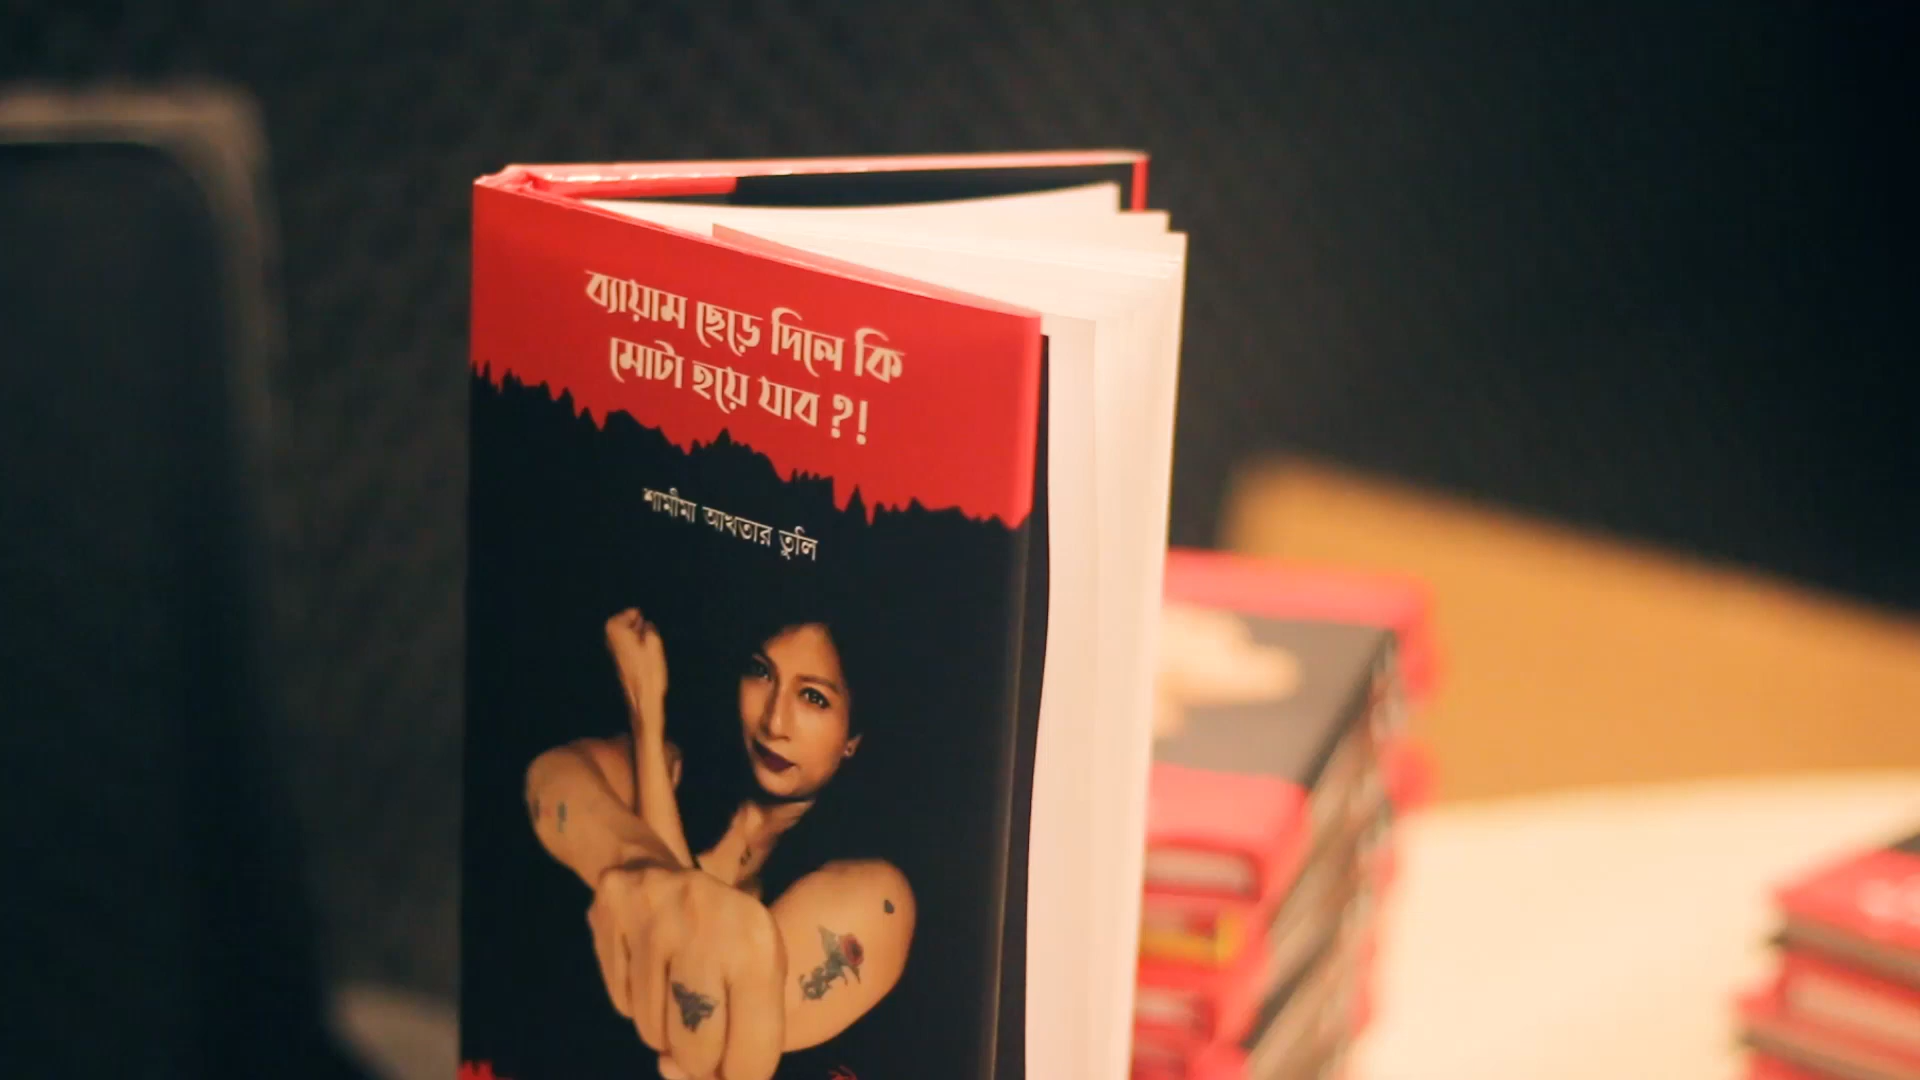 ব্যায়াম ছেড়ে দিলে কি
মোটা হয়ে যাব ?!
শামীমা আখতার তুলি